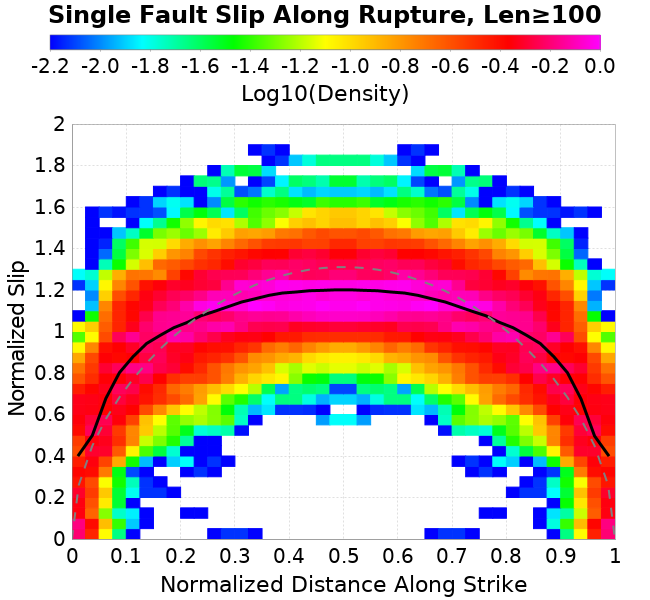 Single Fault Slip Along Rupture, Len≥100
-2.2 -2.0 -1.8 -1.6 -1.4 -1.2 -1.0 -0.8 -0.6 -0.4 -0.2 0.0
Log10(Density)
2
1.8
1.6
1.4
1.2
1
0.8
0.6
0.4
0.2
0
Normalized Slip
0 0.1 0.2 0.3 0.4 0.5 0.6 0.7 0.8 0.9 1
Normalized Distance Along Strike